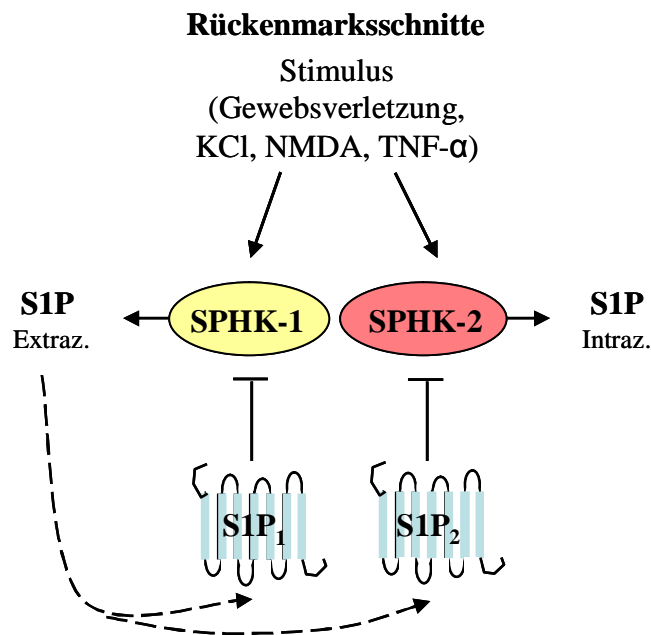 Rückenmarksschnitte
Stimulus
(Gewebsverletzung,
KCl, NMDA, TNF-α)
S1P
Extraz.
SPHK-1
SPHK-2
S1P
Intraz.
S1P1
S1P2